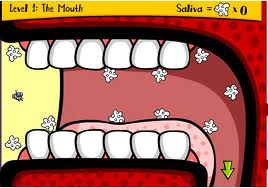 Level 1: The Mouth
Saliva = x 0